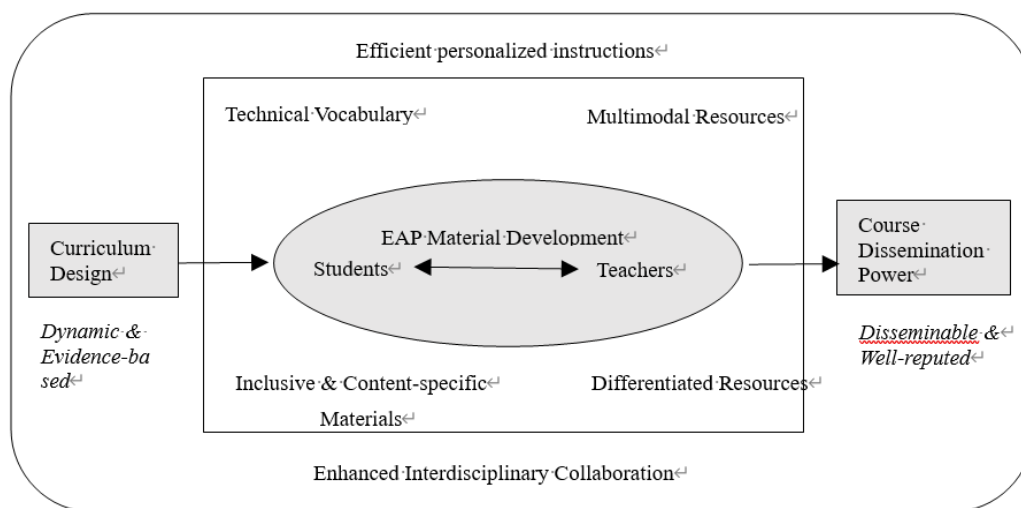 Efficient personalized instructions
Technical Vocabulary
Multimodal Resources
EAP Material Development
Students
Teachers
Curriculum
Design
Course
Dissemination
Power
Dynamic &
Evidence-ba
sed
Disseminable &
Well-reputed
Inclusive & Content-specific
Materials
Differentiated Resources
Enhanced Interdisciplinary Collaboration